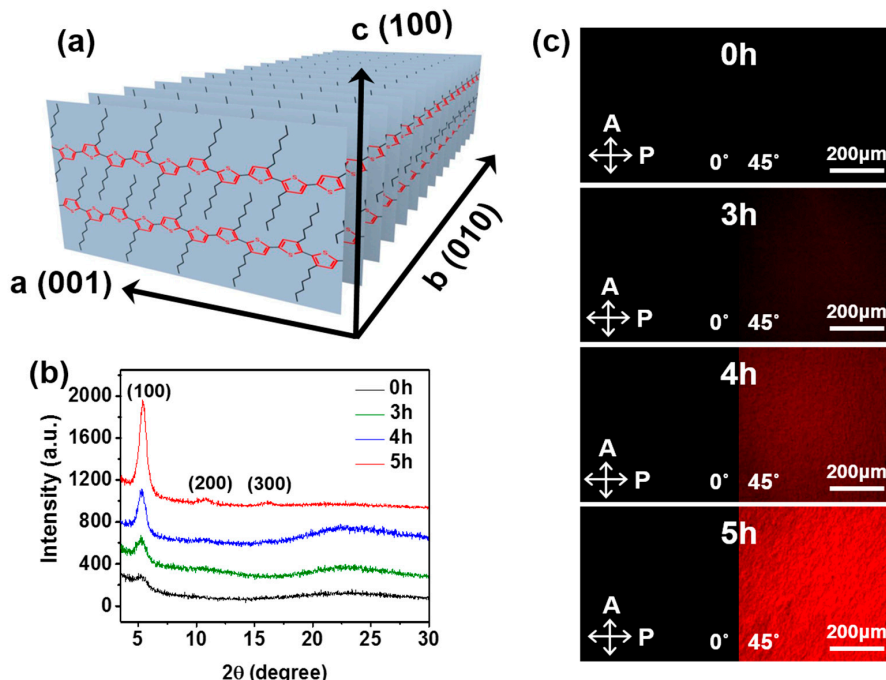 (a)
c (100)
a (001)
b (010)
(b)
Intensity (a.u.)
2000
1600
1200
800
400
0
(100)
(200)
(300)
0h
3h
4h
5h
5
10
15
20
25
30
2θ (degree)
(c)
0h
A
P
0° 45°
200μm
3h
A
P
0° 45°
200μm
4h
A
P
0° 45°
200μm
5h
A
P
0° 45°
200μm